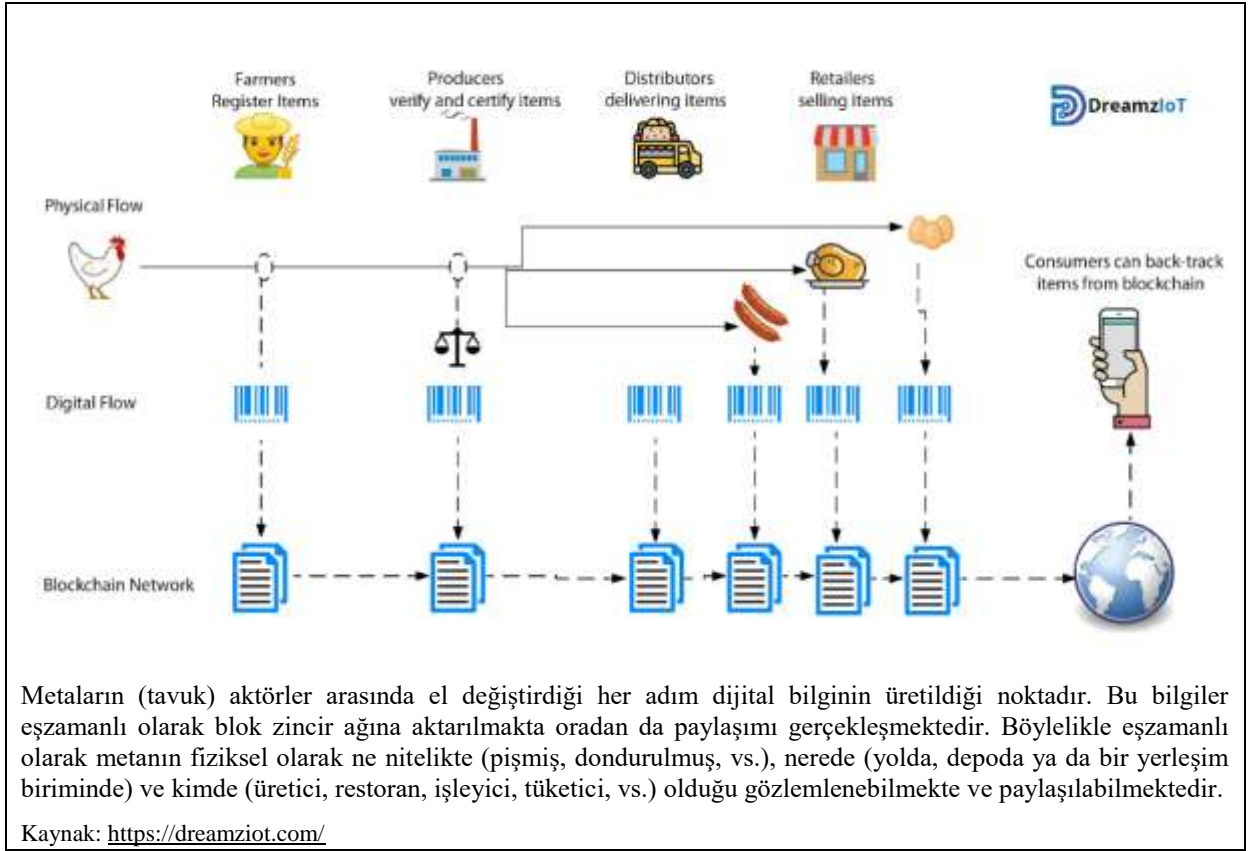 Farmers
Register Items
Producers
verify and certify items
Distributors
delivering items
Retailers
selling items
DreamzIoT
Physical Flow
Consumers can back-track
items from blockchain
Digital Flow
Blockchain Network
Metaların (tavuk) aktörler arasında el değiştirdiği her adım dijital bilginin üretildiği noktadır. Bu bilgiler
eşzamanlı olarak blok zincir ağına aktarılmakta oradan da paylaşımı gerçekleşmektedir. Böylelikle eşzamanlı
olarak metanın fiziksel olarak ne nitelikte (pişmiş, dondurulmuş, vs.), nerede (yolda, depoda ya da bir yerleşim
biriminde) ve kimde (üretici, restoran, işleyici, tüketici, vs.) olduğu gözlemlenebilmekte ve paylaşılabilmektedir.
Kaynak: https://dreamziot.com/